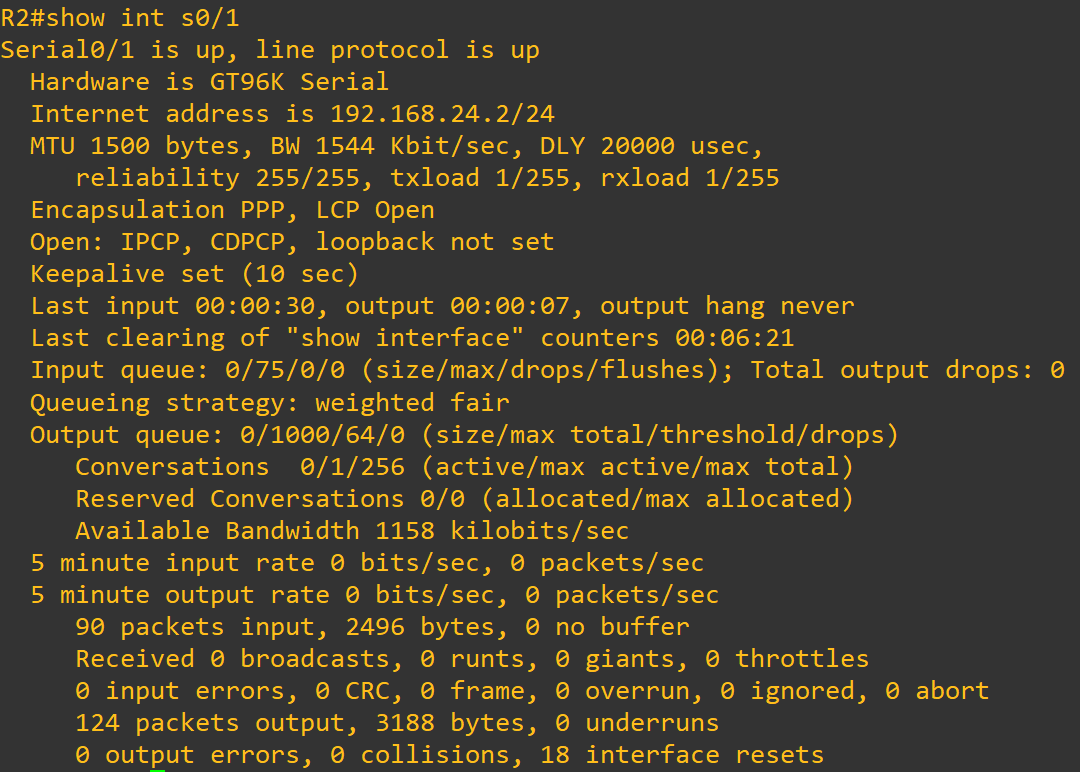 R2#show int s0/1
Serial0/1 is up, line protocol is up
  Hardware is GT96K Serial
  Internet address is 192.168.24.2/24
  MTU 1500 bytes, BW 1544 Kbit/sec, DLY 20000 usec,
     reliability 255/255, txload 1/255, rxload 1/255
  Encapsulation PPP, LCP Open
  Open: IPCP, CDPCP, loopback not set
  Keepalive set (10 sec)
  Last input 00:00:30, output 00:00:07, output hang never
  Last clearing of "show interface" counters 00:06:21
  Input queue: 0/75/0/0 (size/max/drops/flushes); Total output drops: 0
  Queueing strategy: weighted fair
  Output queue: 0/1000/64/0 (size/max total/threshold/drops)
     Conversations  0/1/256 (active/max active/max total)
     Reserved Conversations 0/0 (allocated/max allocated)
     Available Bandwidth 1158 kilobits/sec
  5 minute input rate 0 bits/sec, 0 packets/sec
  5 minute output rate 0 bits/sec, 0 packets/sec
     90 packets input, 2496 bytes, 0 no buffer
     Received 0 broadcasts, 0 runts, 0 giants, 0 throttles
     0 input errors, 0 CRC, 0 frame, 0 overrun, 0 ignored, 0 abort
     124 packets output, 3188 bytes, 0 underruns
     0 output errors, 0 collisions, 18 interface resets